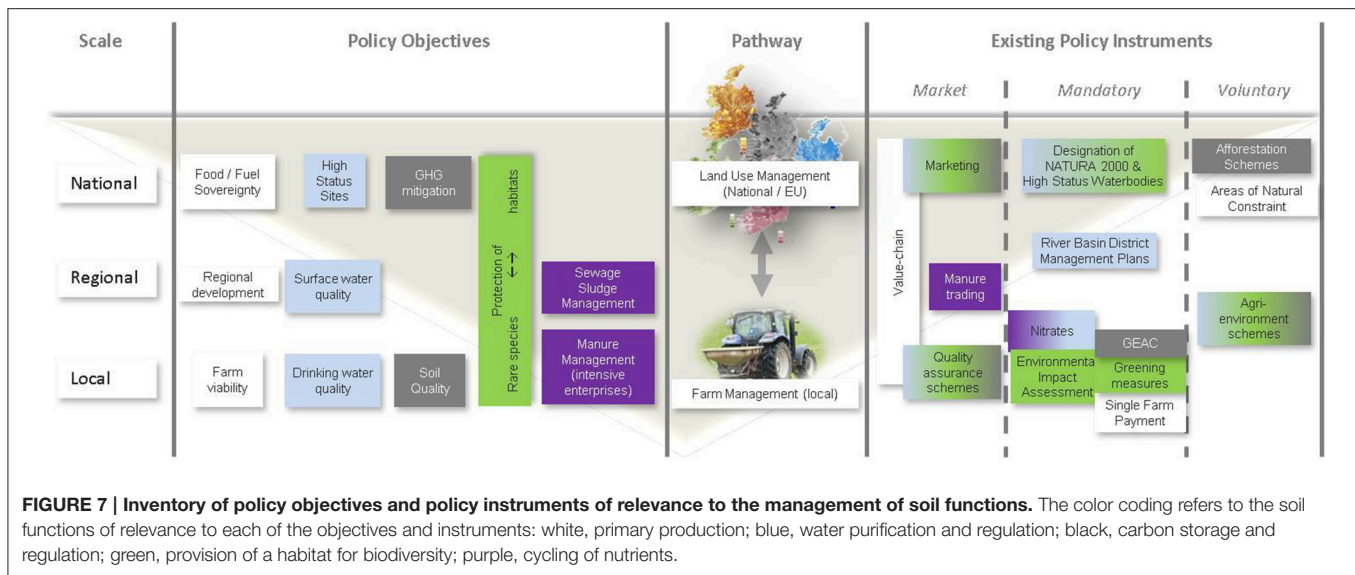 Scale
Policy Objectives
Pathway
Existing Policy Instruments
Market
Mandatory
Voluntary
National
Food / Fuel
Sovereignty
High
Status
Sites
GHG
mitigation
Rare species
Protection of
↔
habitats
Land Use Management
(National / EU)
Value-chain
Marketing
Designation of
NATURA 2000 &
High Status Waterbodies
Afforestation
Schemes
Areas of Natural
Constraint
Regional
Regional
development
Surface water
quality
Sewage
Sludge
Management
Manure
trading
River Basin District
Management Plans
Agri-
environment
schemes
Local
Farm
viability
Drinking water
quality
Soil
Quality
Manure
Management
(intensive
enterprises)
Farm Management (local)
Quality
assurance
schemes
Nitrates
Environmenta
Impact
Assessment
GEAC
Greening
measures
Single Farm
Payment
FIGURE 7 | Inventory of policy objectives and policy instruments of relevance to the management of soil functions. The color coding refers to the soil
functions of relevance to each of the objectives and instruments: white, primary production; blue, water purification and regulation; black, carbon storage and
regulation; green, provision of a habitat for biodiversity; purple, cycling of nutrients.